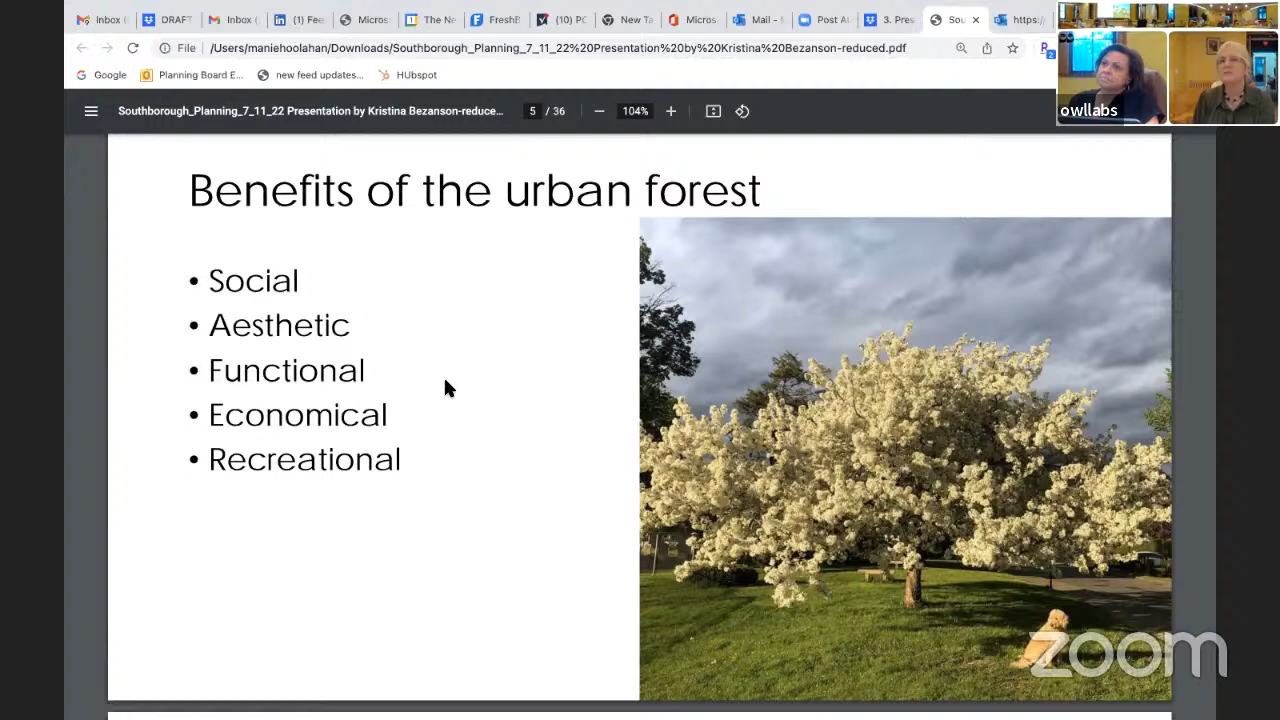 Inbox (
DRAFT
Inbox (
(1) Fee
Micros
The Ne
FreshB
(10) PC
New Ta
Micros
Mail -
Post A
3. Pres
Sou
https:/
File | /Users/maniehoolahan/Downloads/Southborough_Planning_7_11_22%20Presentation%20by%20Kristina%20Bezanson-reduced.pdf
Google
Planning Board E...
new feed updates...
HUbspot
Southborough_Planning_7_11_22 Presentation by Kristina Bezanson-reduce...
5 / 36
104%
owllabs
Benefits of the urban forest
• Social
• Aesthetic
• Functional
• Economical
• Recreational
zoom